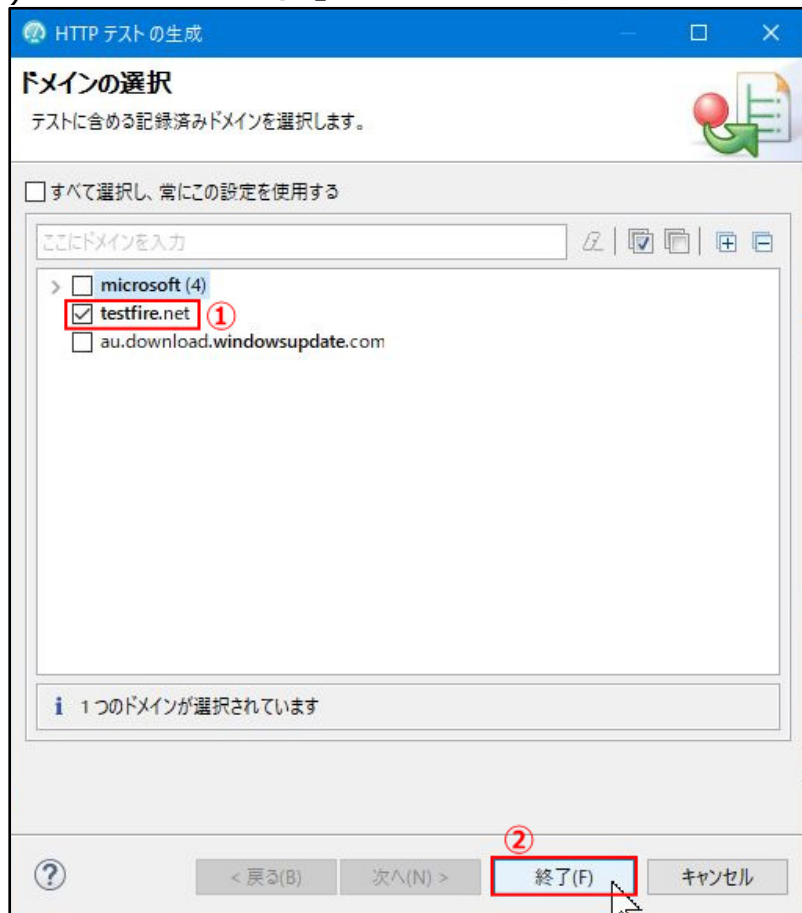 HTTP テスト の生成
ドメインの選択
テストに含める記録済みドメインを選択します。
すべて選択し、常にこの設定を使用する
ここにドメインを入力
microsoft (4)
testfire.net ①
au.download.windowsupdate.com
i 1 つのドメインが選択されています
②
? < 戻る(B) 次へ(N) > 終了(F) キャンセル